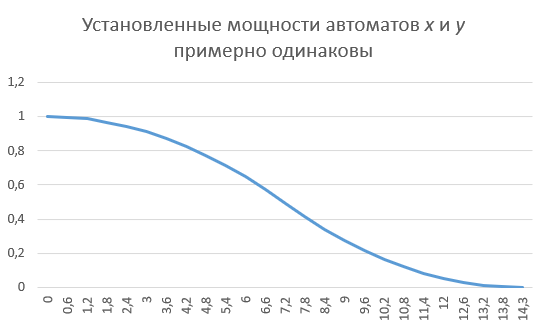 Установленные мощности автоматов x и y
примерно одинаковы
1,2
1
0,8
0,6
0,4
0,2
0
0 0,6 1,2 1,8 2,4 3 3,6 4,2 4,8 5,4 6 6,6 7,2 7,8 8,4 9 9,6 10,2 10,8 11,4 12 12,6 13,2 13,8 14,3